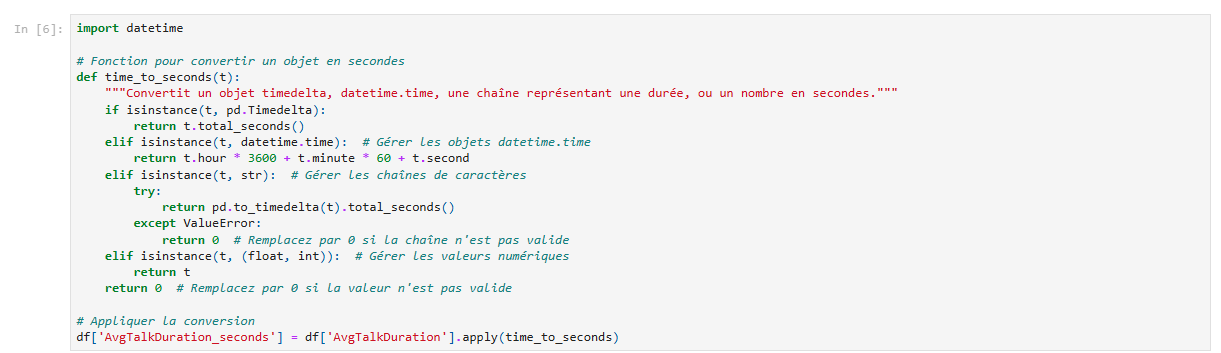 In [6]: import datetime
# Fonction pour convertir un objet en secondes
def time_to_seconds(t):
    """Convertit un objet timedelta, datetime.time, une chaîne représentant une durée, ou un nombre en secondes."""
    if isinstance(t, pd.Timedelta):
        return t.total_seconds()
    elif isinstance(t, datetime.time):  # Gérer les objets datetime.time
        return t.hour * 3600 + t.minute * 60 + t.second
    elif isinstance(t, str):  # Gérer les chaînes de caractères
        try:
            return pd.to_timedelta(t).total_seconds()
        except ValueError:
            return 0  # Remplacez par 0 si la chaîne n'est pas valide
    elif isinstance(t, (float, int)):  # Gérer les valeurs numériques
        return t
    return 0  # Remplacez par 0 si la valeur n'est pas valide
# Appliquer la conversion
df['AvgTalkDuration_seconds'] = df['AvgTalkDuration'].apply(time_to_seconds)